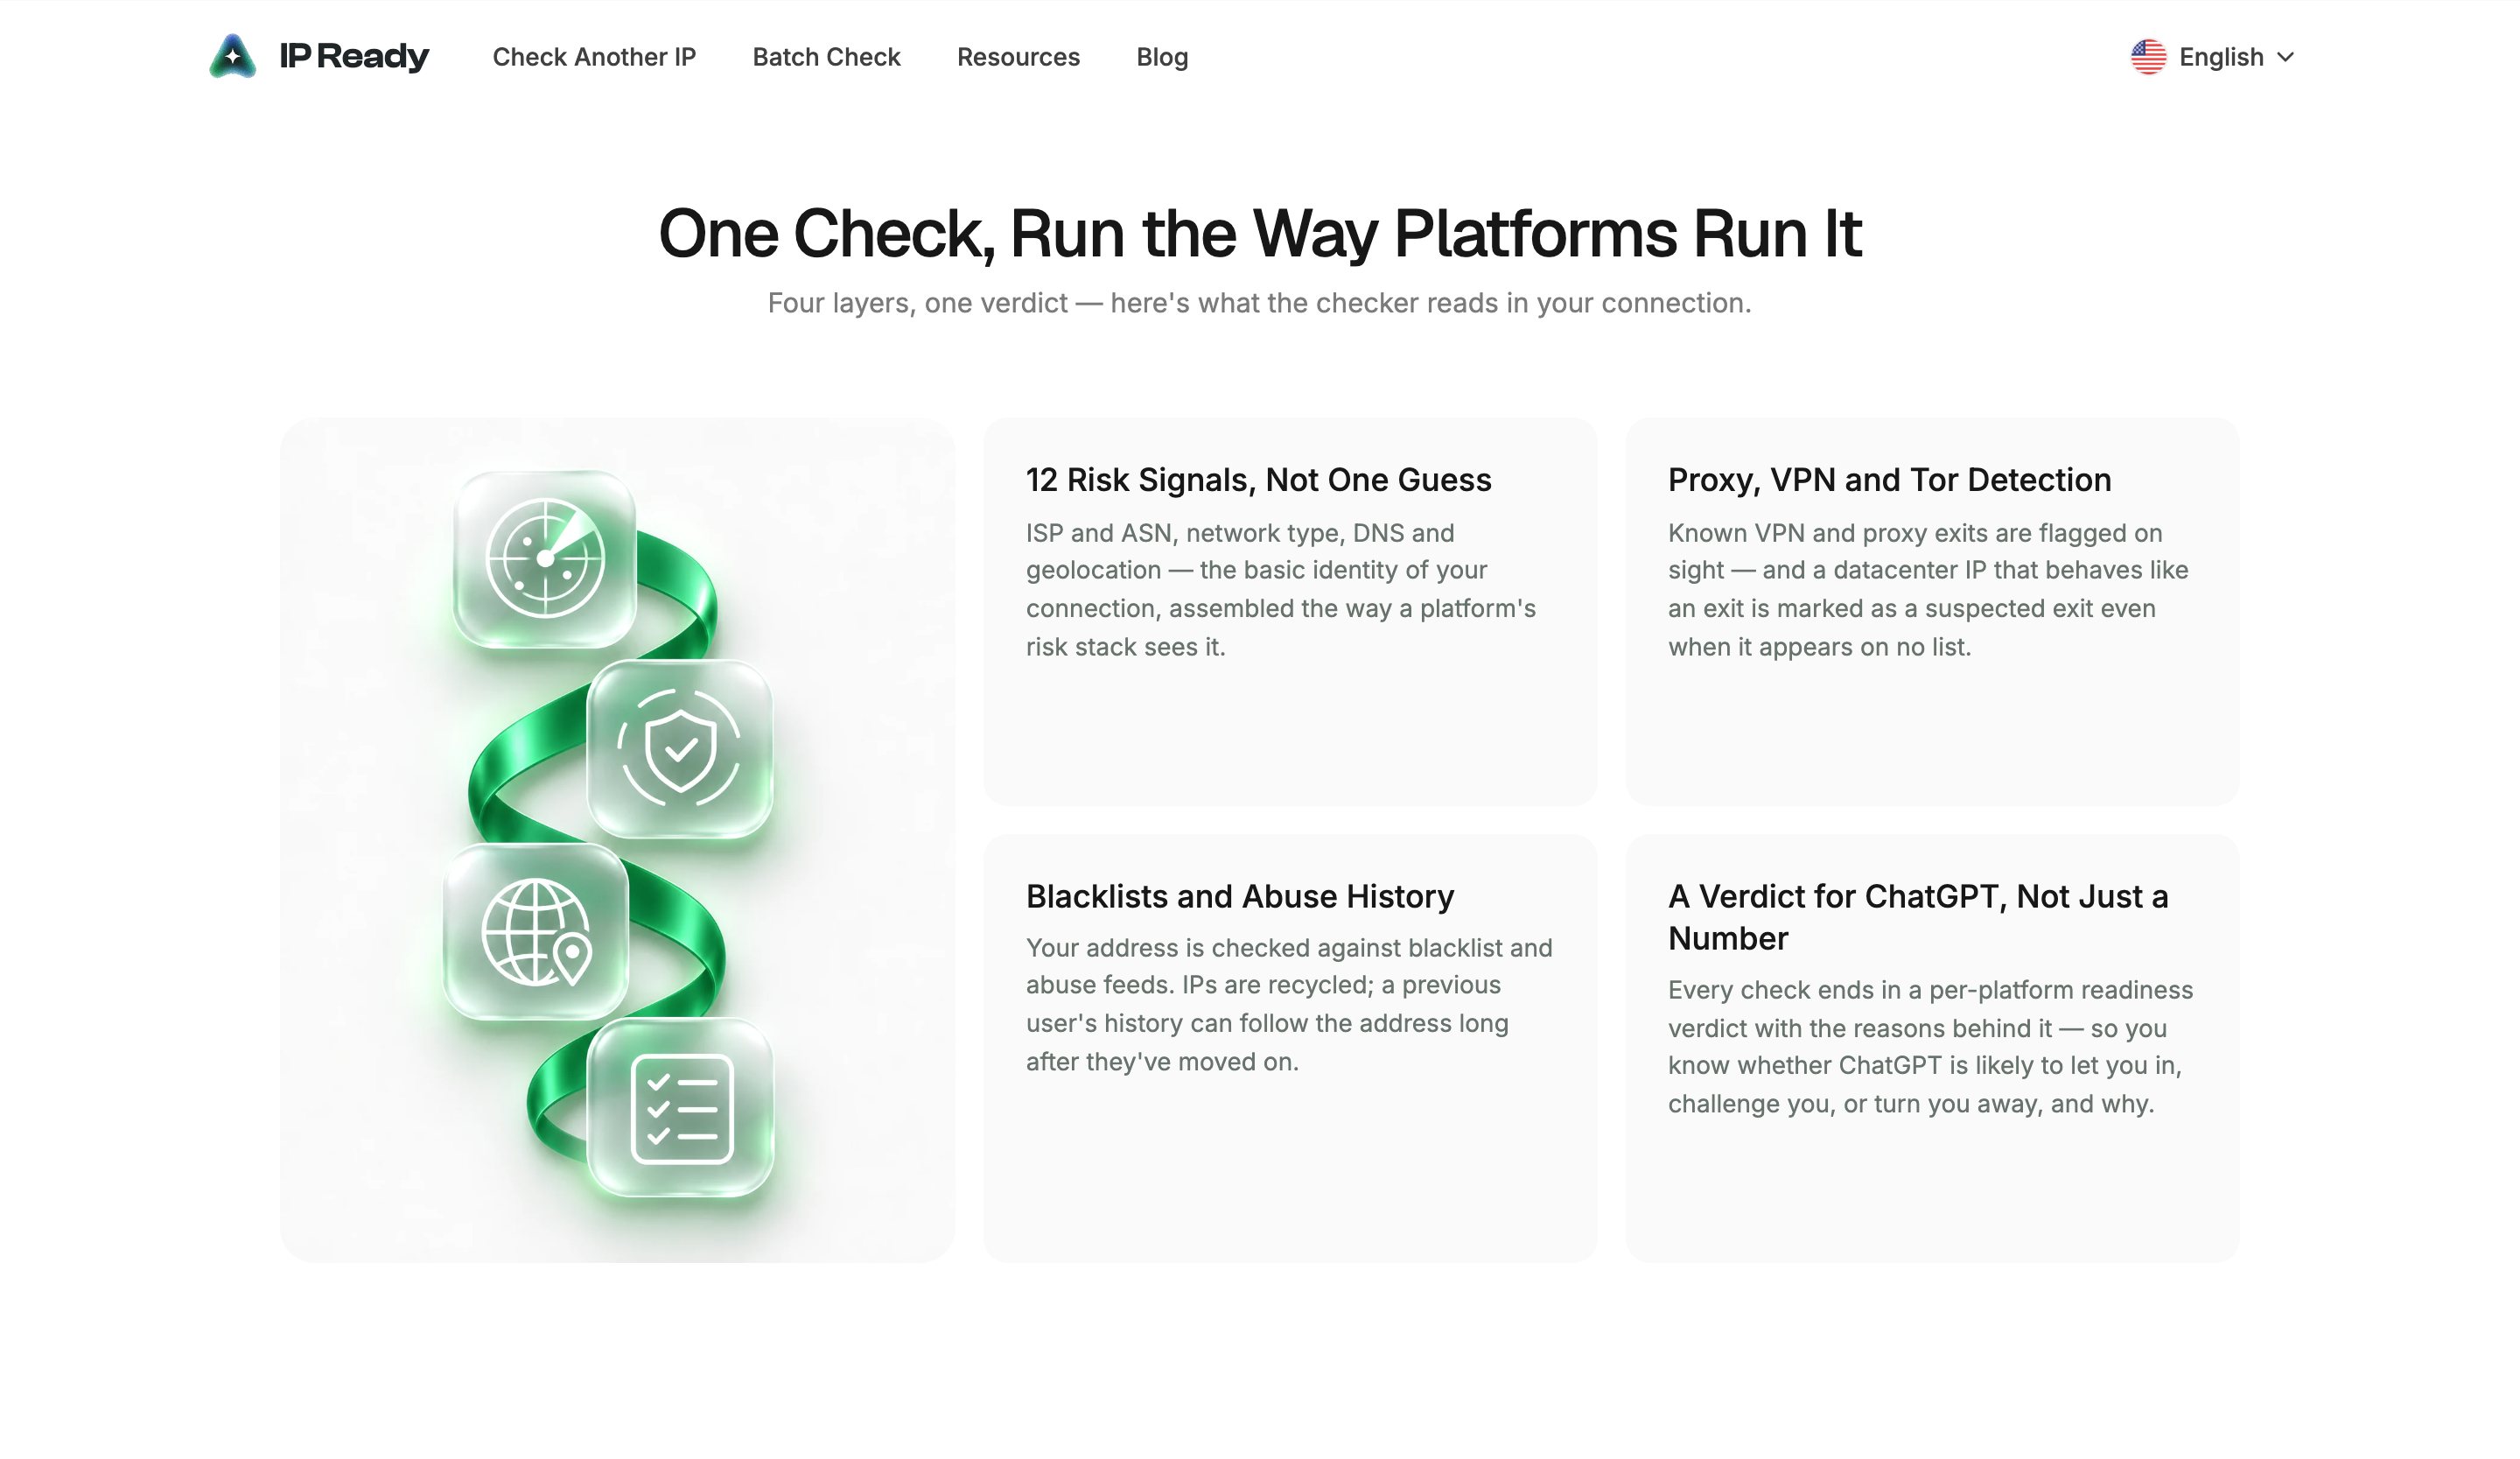 IP Ready
Check Another IP
Batch Check
Resources
Blog
English
One Check, Run the Way Platforms Run It
Four layers, one verdict — here's what the checker reads in your connection.
12 Risk Signals, Not One Guess
ISP and ASN, network type, DNS and
geolocation — the basic identity of your
connection, assembled the way a platform's
risk stack sees it.
Proxy, VPN and Tor Detection
Known VPN and proxy exits are flagged on
sight — and a datacenter IP that behaves like
an exit is marked as a suspected exit even
when it appears on no list.
Blacklists and Abuse History
Your address is checked against blacklist and
abuse feeds. IPs are recycled; a previous
user's history can follow the address long
after they've moved on.
A Verdict for ChatGPT, Not Just a
Number
Every check ends in a per-platform readiness
verdict with the reasons behind it — so you
know whether ChatGPT is likely to let you in,
challenge you, or turn you away, and why.